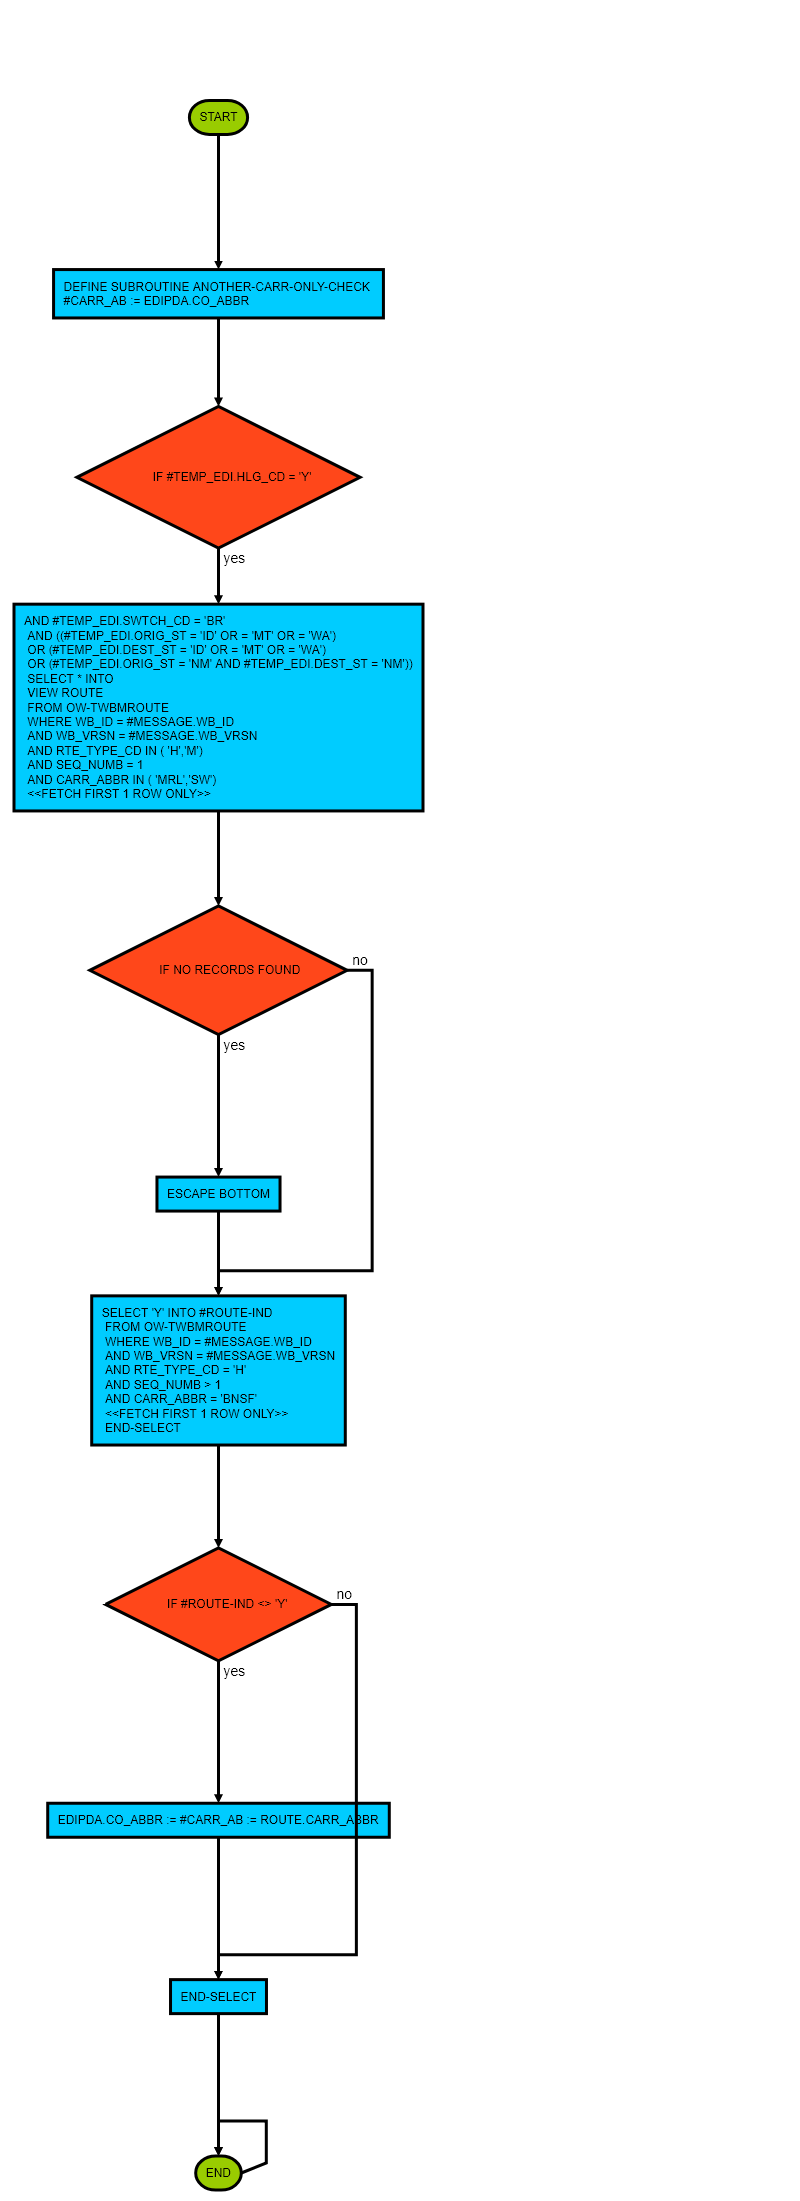 START
DEFINE SUBROUTINE ANOTHER-CARR-ONLY-CHECK
#CARR_AB := EDIPDA.CO_ABBR
IF #TEMP_EDI.HLG_CD = 'Y'
yes
AND #TEMP_EDI.SWTCH_CD = 'BR'
AND ((#TEMP_EDI.ORIG_ST = 'ID' OR = 'MT' OR = 'WA')
OR (#TEMP_EDI.DEST_ST = 'ID' OR = 'MT' OR = 'WA')
OR (#TEMP_EDI.ORIG_ST = 'NM' AND #TEMP_EDI.DEST_ST = 'NM'))
SELECT * INTO
VIEW ROUTE
FROM OW-TWBMROUTE
WHERE WB_ID = #MESSAGE.WB_ID
AND WB_VRSN = #MESSAGE.WB_VRSN
AND RTE_TYPE_CD IN ( 'H','M')
AND SEQ_NUMB = 1
AND CARR_ABBR IN ( 'MRL','SW')
<<FETCH FIRST 1 ROW ONLY>>
IF NO RECORDS FOUND
no
yes
ESCAPE BOTTOM
SELECT 'Y' INTO #ROUTE-IND
FROM OW-TWBMROUTE
WHERE WB_ID = #MESSAGE.WB_ID
AND WB_VRSN = #MESSAGE.WB_VRSN
AND RTE_TYPE_CD = 'H'
AND SEQ_NUMB > 1
AND CARR_ABBR = 'BNSF'
<<FETCH FIRST 1 ROW ONLY>>
END-SELECT
IF #ROUTE-IND <> 'Y'
no
yes
EDIPDA.CO_ABBR := #CARR_AB := ROUTE.CARR_ABBR
END-SELECT
END